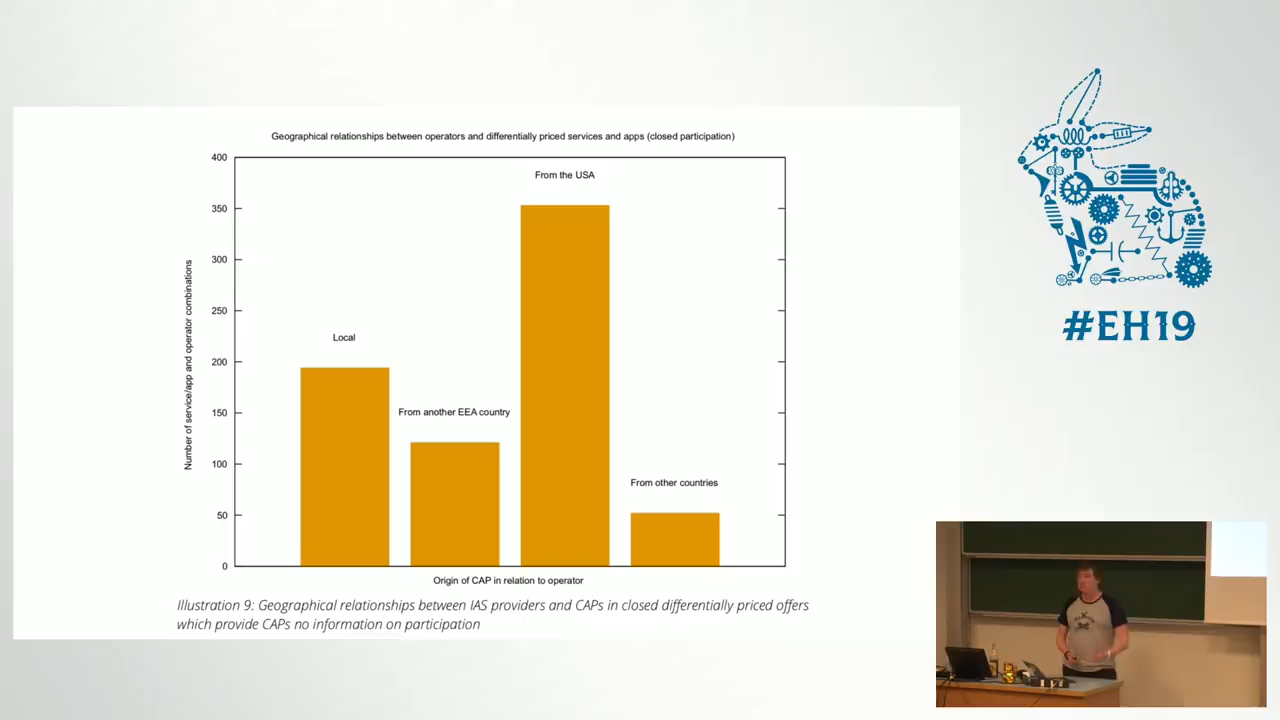 Geographical relationships between operators and differentially priced services and apps (closed participation)
400
350
300
250
200
150
100
50
0
Number of service/app and operator combinations
Local
From another EEA country
From the USA
From other countries
Origin of CAP in relation to operator
Illustration 9: Geographical relationships between IAS providers and CAPs in closed differentially priced offers
which provide CAPs no information on participation
#EH19